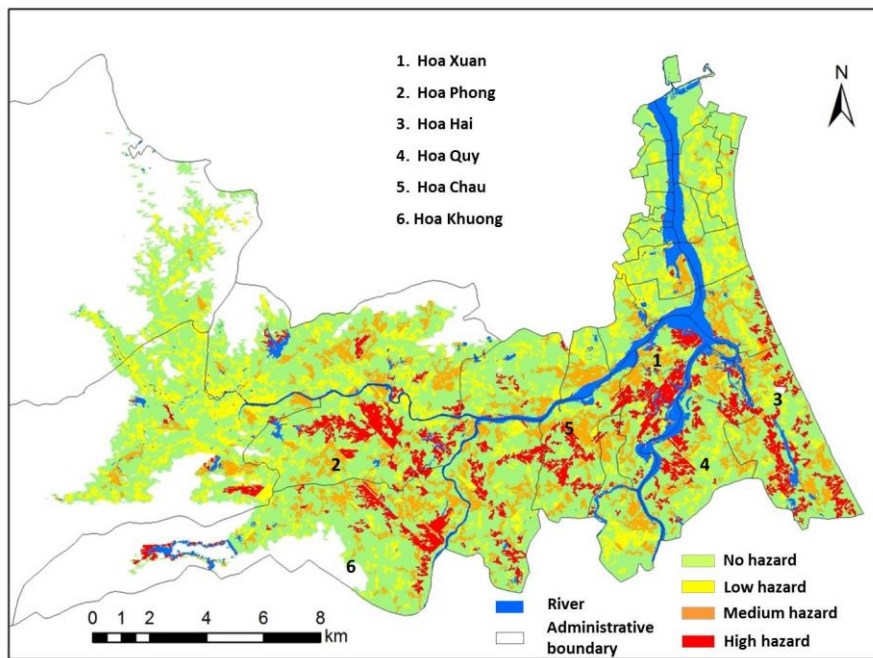 1. Hoa Xuan
2. Hoa Phong
3. Hoa Hai
4. Hoa Quy
5. Hoa Chau
6. Hoa Khuong
N
1
3
5
2
4
6
No hazard
Low hazard
Medium hazard
High hazard
River
Administrative
boundary
0 1 2 4 6 8
km